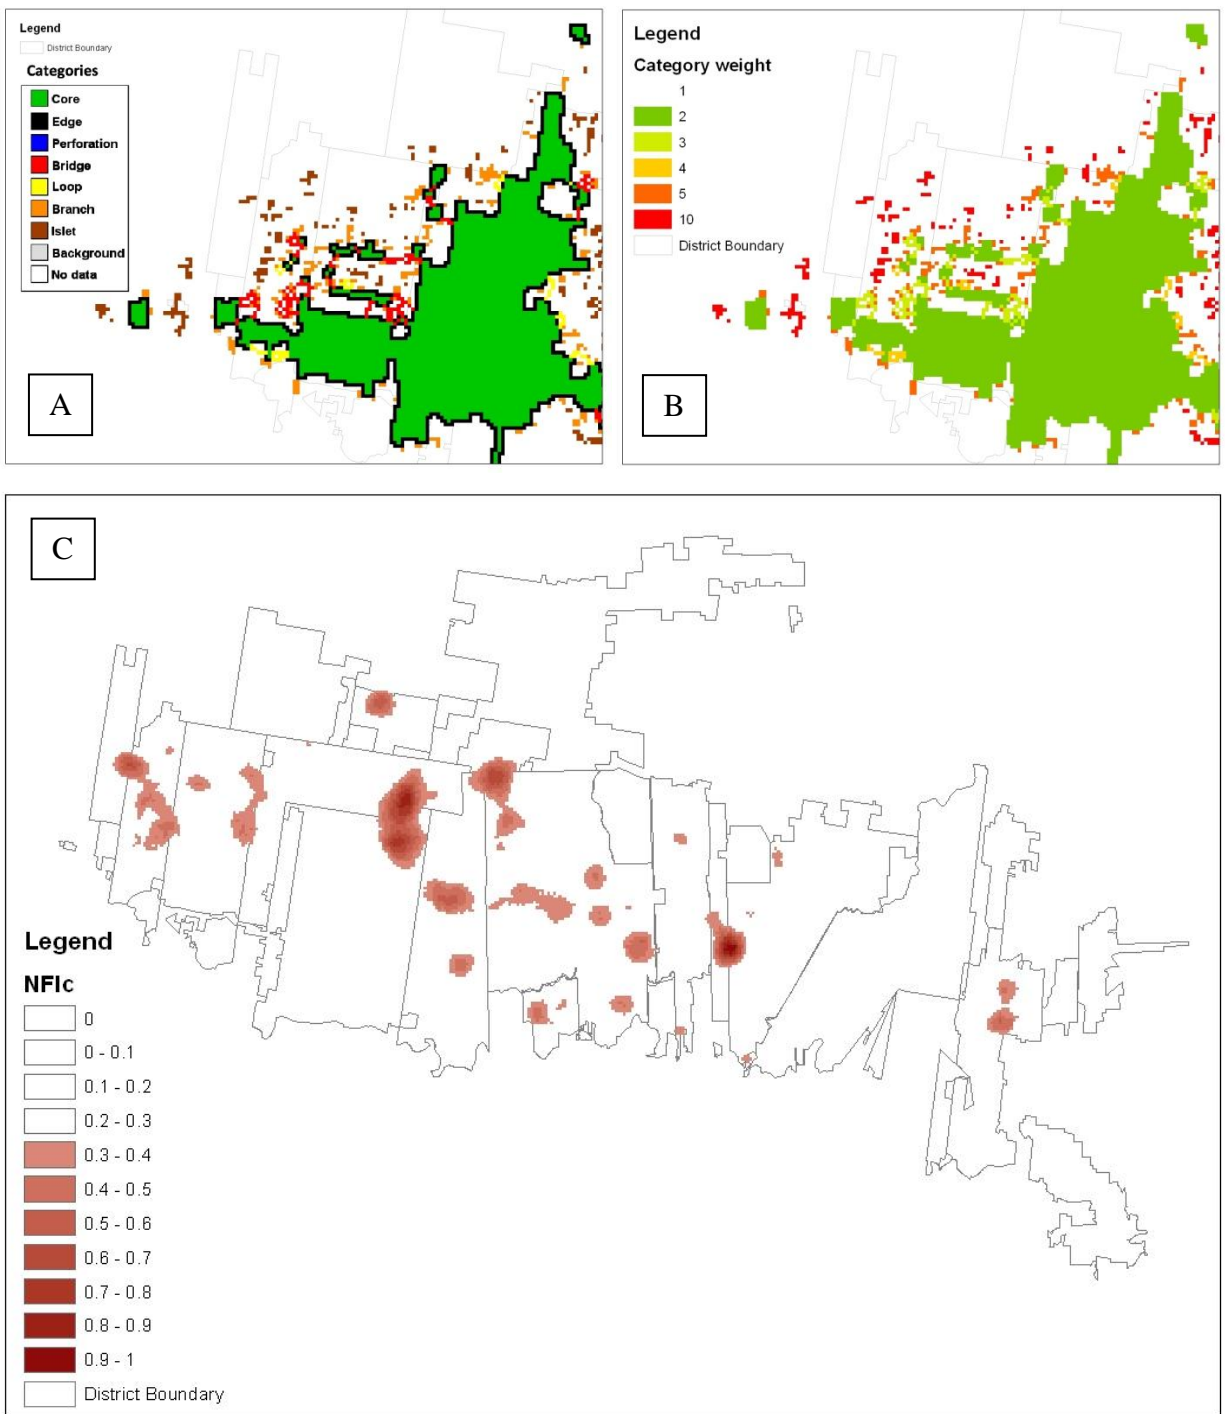 Legend
District Boundary
Categories
Core
Edge
Perforation
Bridge
Loop
Branch
Islet
Background
No data
A
Legend
Category weight
1
2
3
4
5
10
District Boundary
B
C
Legend
NFIc
0
0 - 0.1
0.1 - 0.2
0.2 - 0.3
0.3 - 0.4
0.4 - 0.5
0.5 - 0.6
0.6 - 0.7
0.7 - 0.8
0.8 - 0.9
0.9 - 1
District Boundary